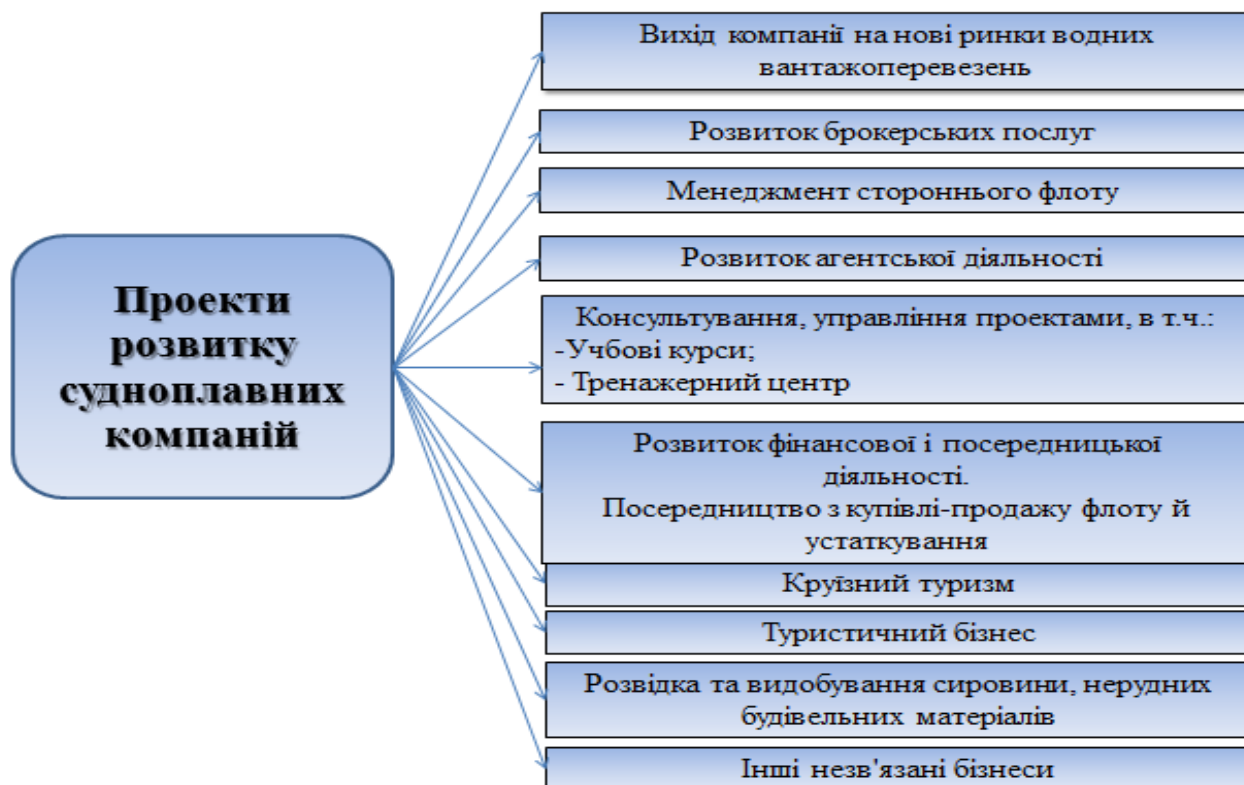 Проекти
розвитку
судноплавних
компаній
Вихід компанії на нові ринки водних
вантажоперевезень
Розвиток брокерських послуг
Менеджмент стороннього флоту
Розвиток агентської діяльності
Консультування, управління проектами, в т.ч.:
-Учбові курси;
- Тренажерний центр
Розвиток фінансової і посередницької
діяльності.
Посередництво з купівлі-продажу флоту й
устаткування
Круїзний туризм
Туристичний бізнес
Розвідка та видобування сировини, нерудних
будівельних матеріалів
Інші незв'язані бізнеси